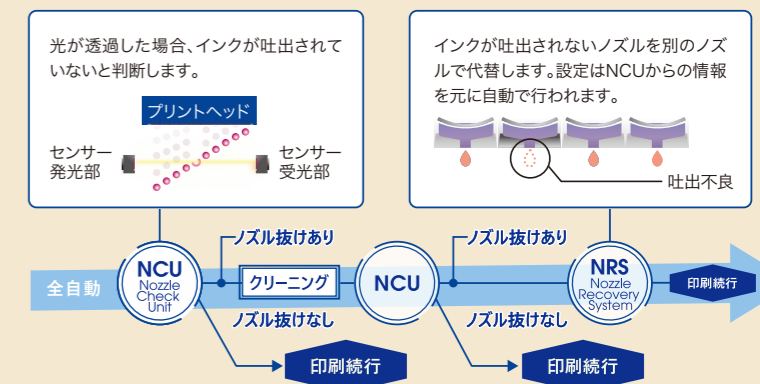 光が透過した場合、インクが吐出されて
いないと判断します。
プリントヘッド
センサー
発光部
センサー
受光部
インクが吐出されないノズルを別のノズ
ルで代替します。設定はNCUからの情報
を元に自動で行われます。
吐出不良
全自動
NCU
Nozzle
Check
Unit
ノズル抜けあり
クリーニング
ノズル抜けなし
印刷続行
NCU
ノズル抜けあり
ノズル抜けなし
印刷続行
NRS
Nozzle
Recovery
System
印刷続行